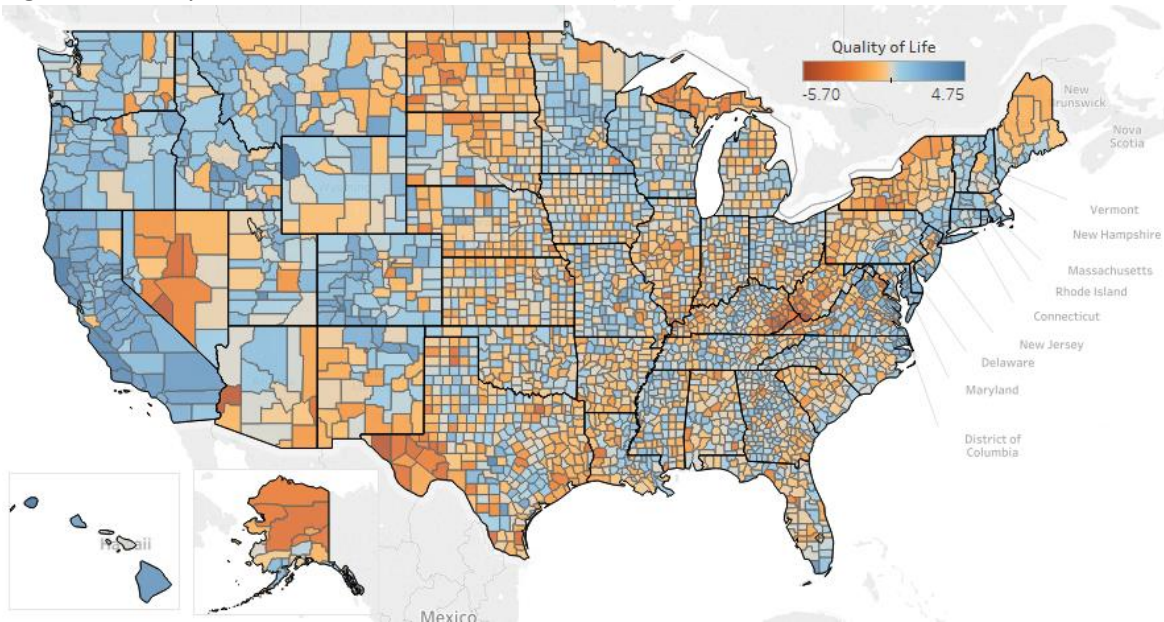 Quality of Life
-5.70 4.75
New
Brunswick
Nova
Scotia
Vermont
New Hampshire
Massachusetts
Rhode Island
Connecticut
New Jersey
Delaware
Maryland
District of
Columbia
Mexico